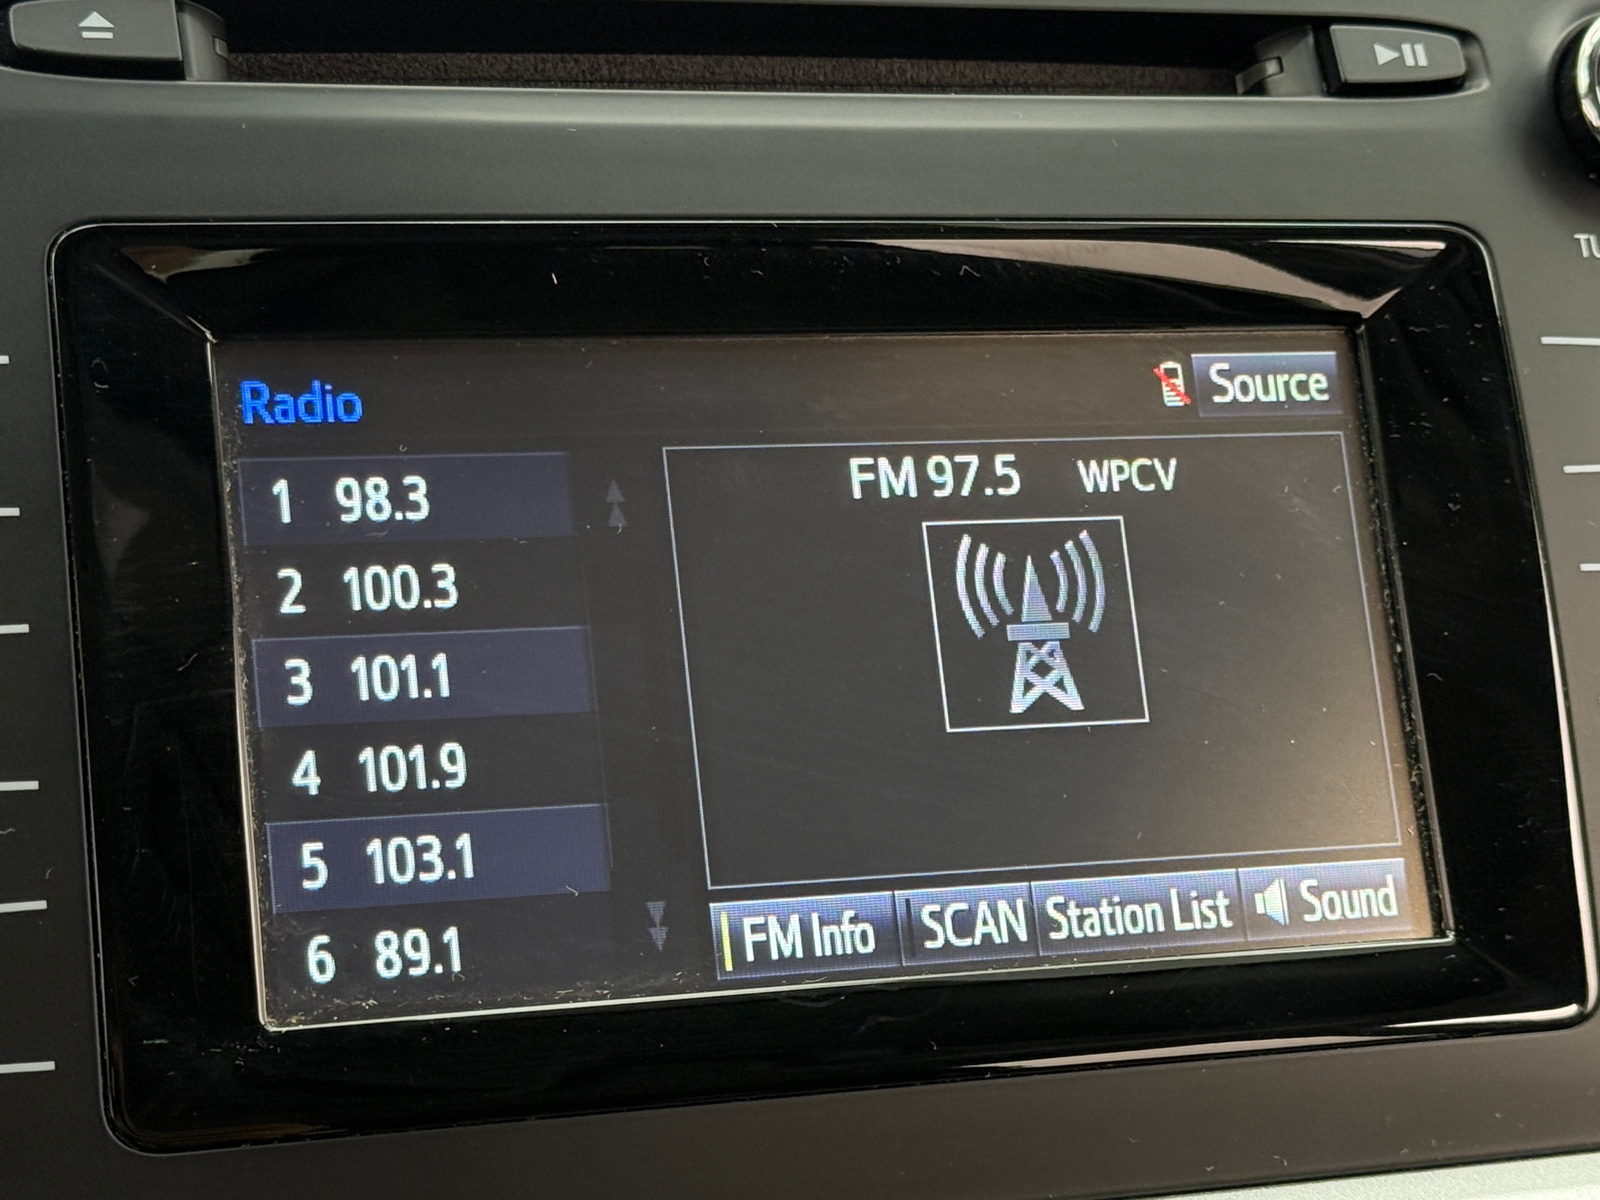 TU
Radio
Source
1 98.3
2 100.3
3 101.1
4 101.9
5 103.1
6 89.1
FM 97.5 WPCV
FM Info
SCAN
Station List
Sound